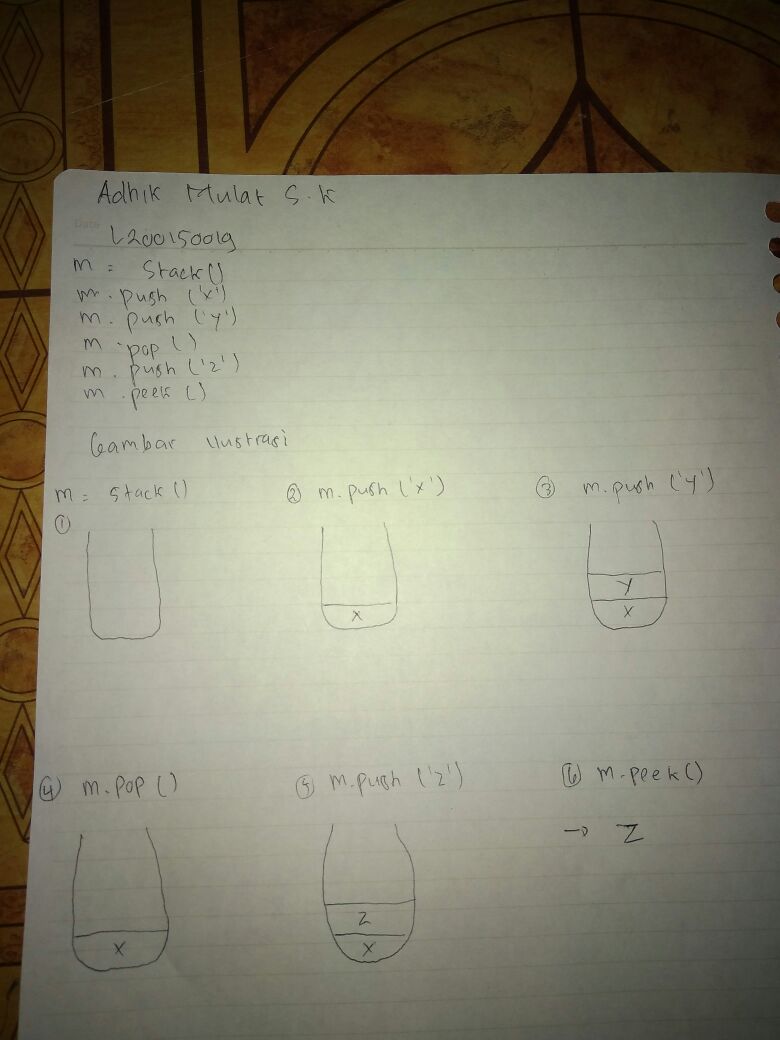 Adhik Mulat S.K
Date
L200150019
m = Stack()
m.push ('x')
m.push ('y')
m.pop ()
m.push ('z')
m.peek ()
Gambar Ilustrasi
m = Stack ()
①
② m.push ('x')
x
③ m.push ('y')
y
x
④ m.pop ()
x
⑤ m.push ('z')
z
x
⑥ m.peek()
→ z